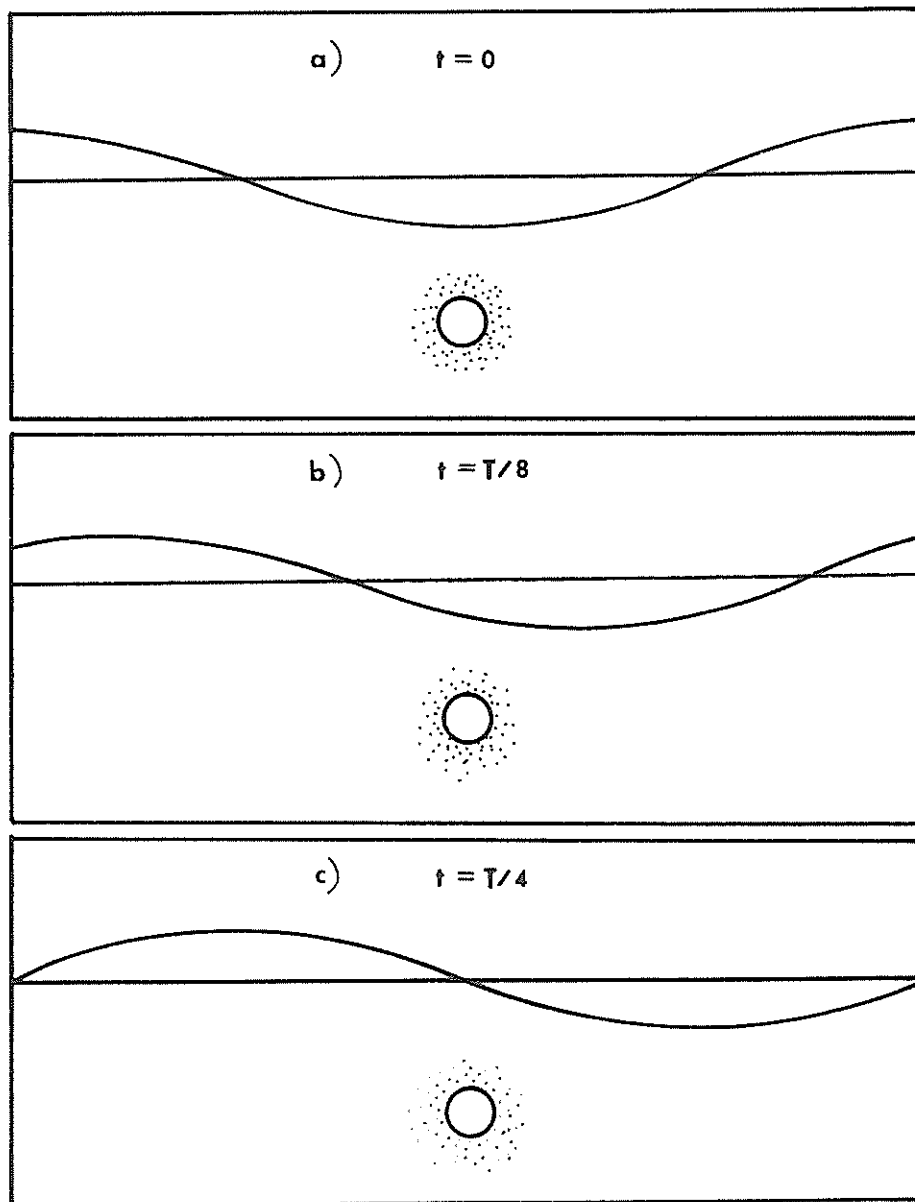 a) t = 0
b) t = T/8
c) t = T/4